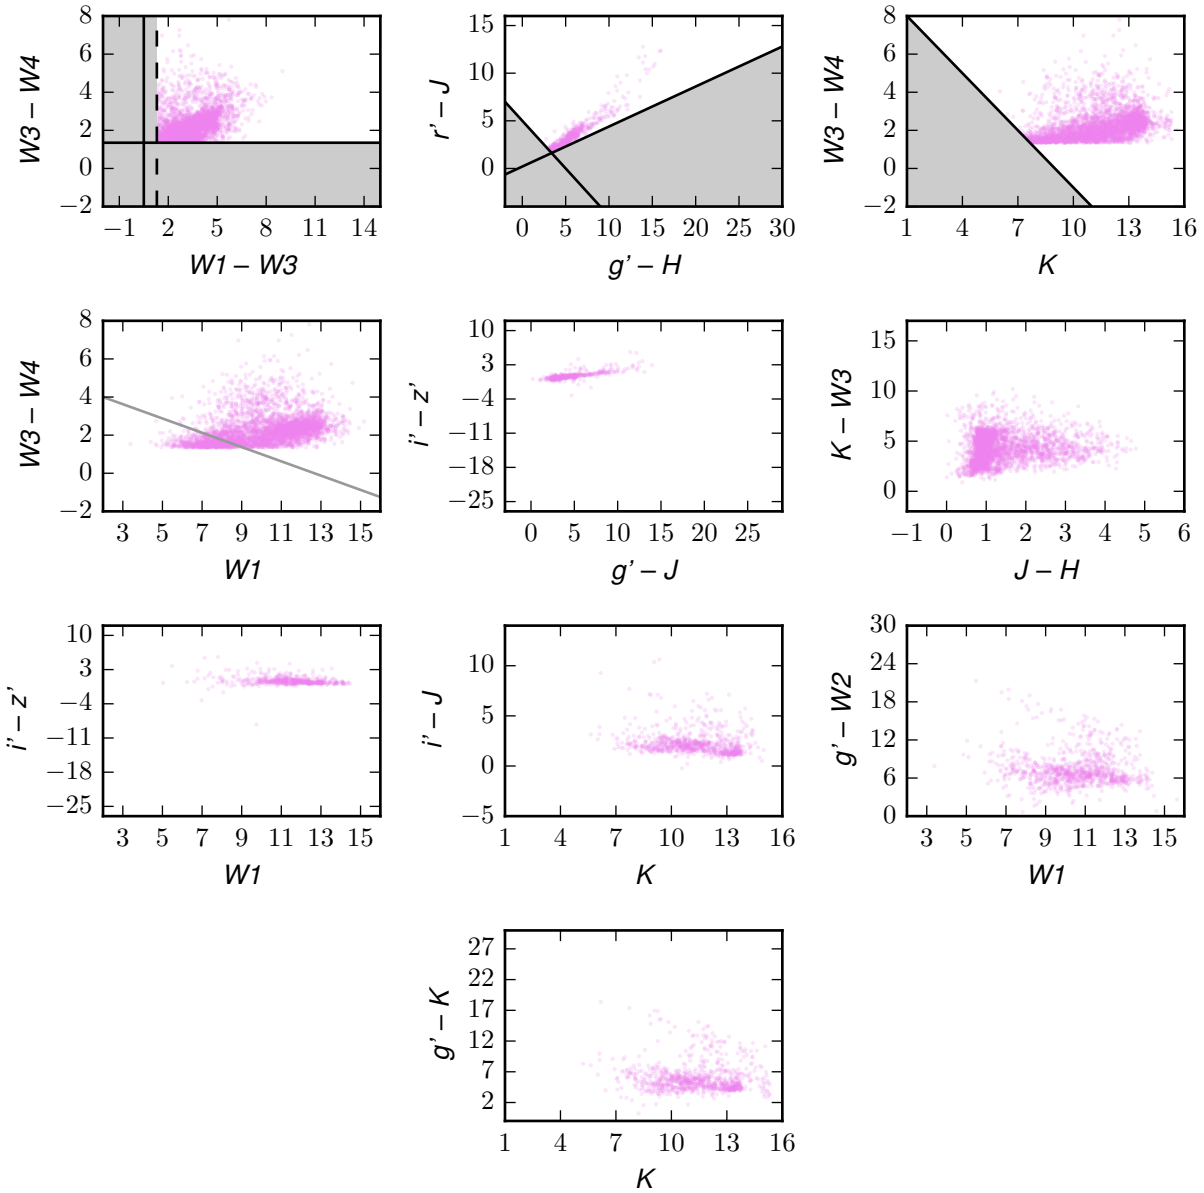 8
6
4
2
0
−2
W3 – W4
−1 2 5 8 11 14
W1 – W3
15
10
5
0
r' – J
0 5 10 15 20 25 30
g' – H
8
6
4
2
0
−2
W3 – W4
1 4 7 10 13 16
K
8
6
4
2
0
−2
W3 – W4
3 5 7 9 11 13 15
W1
10
3
−4
−11
−18
−25
i' – z'
0 5 10 15 20 25
g' – J
15
10
5
0
K – W3
−1 0 1 2 3 4 5 6
J – H
10
3
−4
−11
−18
−25
i' – z'
3 5 7 9 11 13 15
W1
10
5
0
−5
i' – J
1 4 7 10 13 16
K
30
24
18
12
6
0
g' – W2
3 5 7 9 11 13 15
W1
27
22
17
12
7
2
g' – K
1 4 7 10 13 16
K